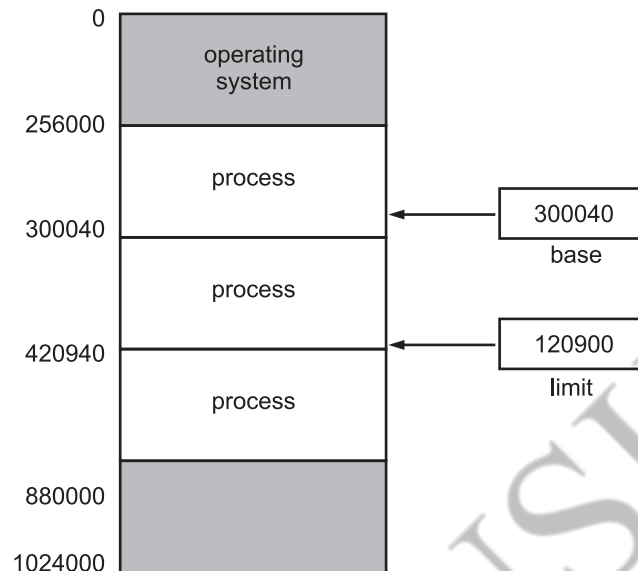 0
operating
system
256000
process
300040
300040
base
process
420940
120900
limit
process
880000
1024000